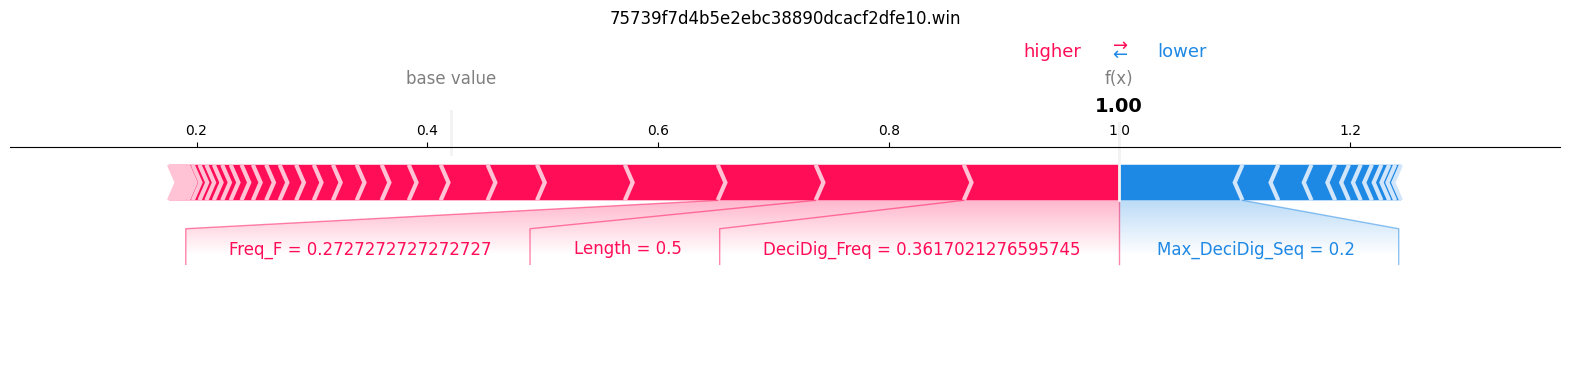 75739f7d4b5e2ebc38890dcacf2dfe10.win
higher ⇄ lower
base value f(x)
1.00
0.2 0.4 0.6 0.8 1.0 1.2
Freq_F = 0.2727272727272727 Length = 0.5 DeciDig_Freq = 0.3617021276595745 Max_DeciDig_Seq = 0.2